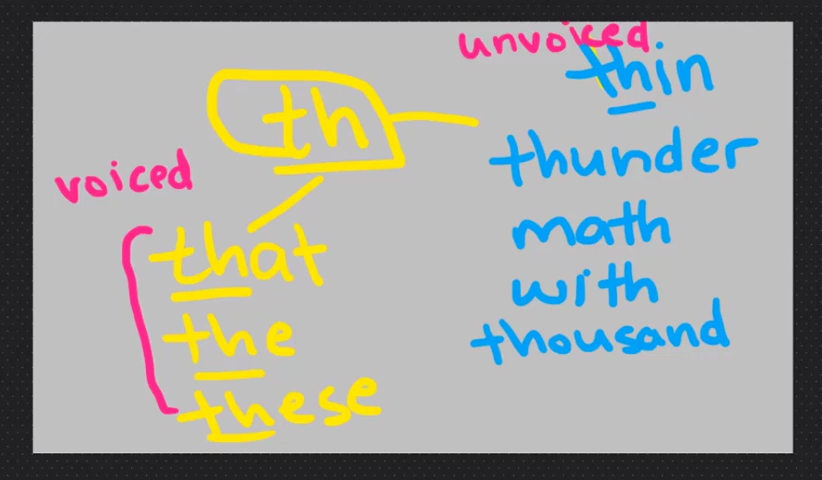 th
voiced
that
the
these
unvoiced
thin
thunder
math
with
thousand